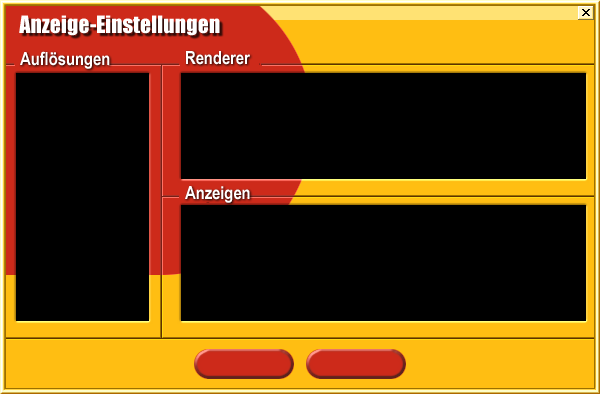 Anzeige-Einstellungen
Auflösungen
Renderer
Anzeigen